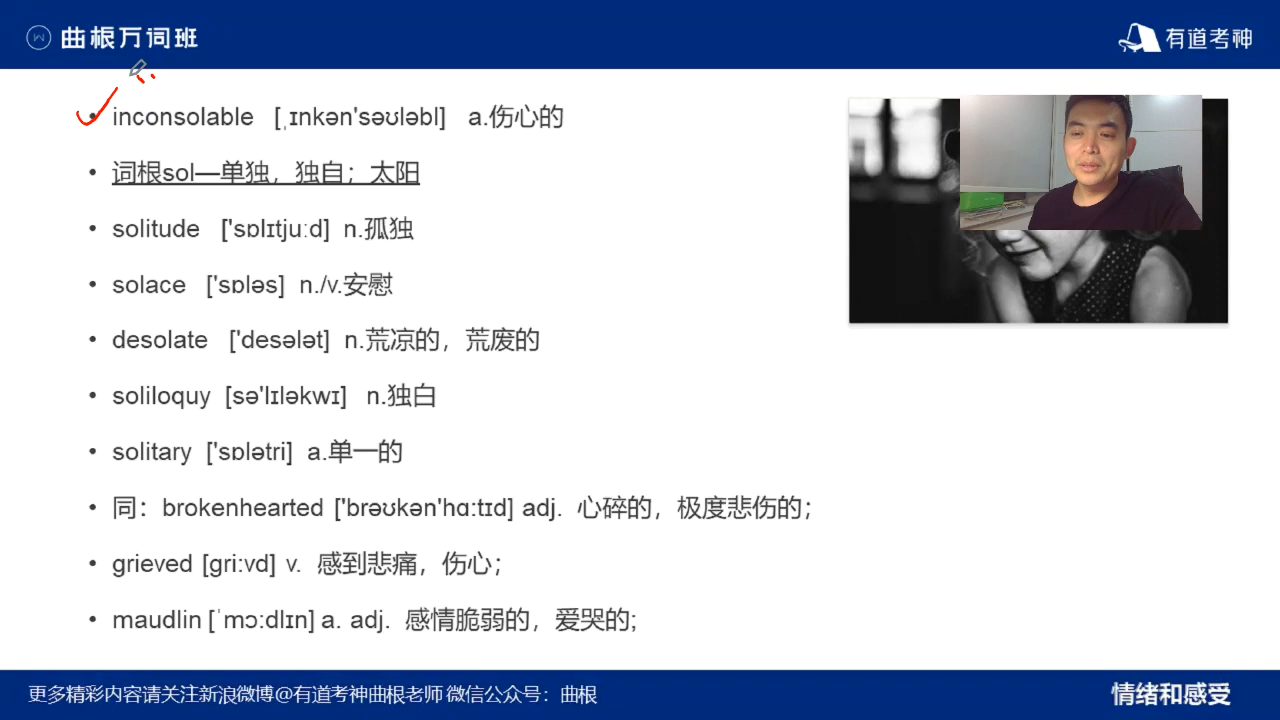 曲根万词班
有道考神
• inconsolable [ˌɪnkən'səʊləbl] a.伤心的
• 词根sol—单独，独自；太阳
• solitude ['sɒlɪtjuːd] n.孤独
• solace ['sɒləs] n./v.安慰
• desolate ['desələt] n.荒凉的，荒废的
• soliloquy [sə'lɪləkwɪ] n.独白
• solitary ['sɒlətri] a.单一的
• 同：brokenhearted ['brəʊkən'hɑ:tɪd] adj. 心碎的，极度悲伤的；
• grieved [gri:vd] v. 感到悲痛，伤心；
• maudlin [ˈmɔ:dlɪn] a. adj. 感情脆弱的，爱哭的;
更多精彩内容请关注新浪微博@有道考神曲根老师 微信公众号：曲根
情绪和感受